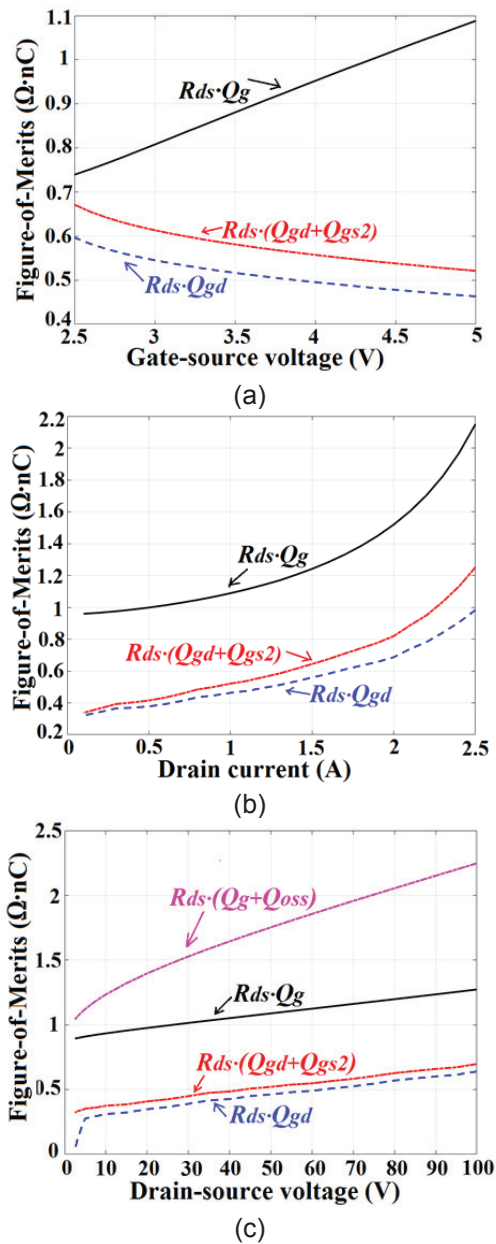 1.1
1
0.9
0.8
0.7
0.6
0.5
0.4
Figure-of-Merits (Ω·nC)
Rds·Qg
Rds·(Qgd+Qgs2)
Rds·Qgd
2.5 3 3.5 4 4.5 5
Gate-source voltage (V)
(a)
2.2
2
1.8
1.6
1.4
1.2
1
0.8
0.6
0.4
0.2
Figure-of-Merits (Ω·nC)
Rds·Qg
Rds·(Qgd+Qgs2)
Rds·Qgd
0 0.5 1 1.5 2 2.5
Drain current (A)
(b)
2.5
2
1.5
1
0.5
0
Figure-of-Merits (Ω·nC)
Rds·(Qg+Qoss)
Rds·Qg
Rds·(Qgd+Qgs2)
Rds·Qgd
0 10 20 30 40 50 60 70 80 90 100
Drain-source voltage (V)
(c)